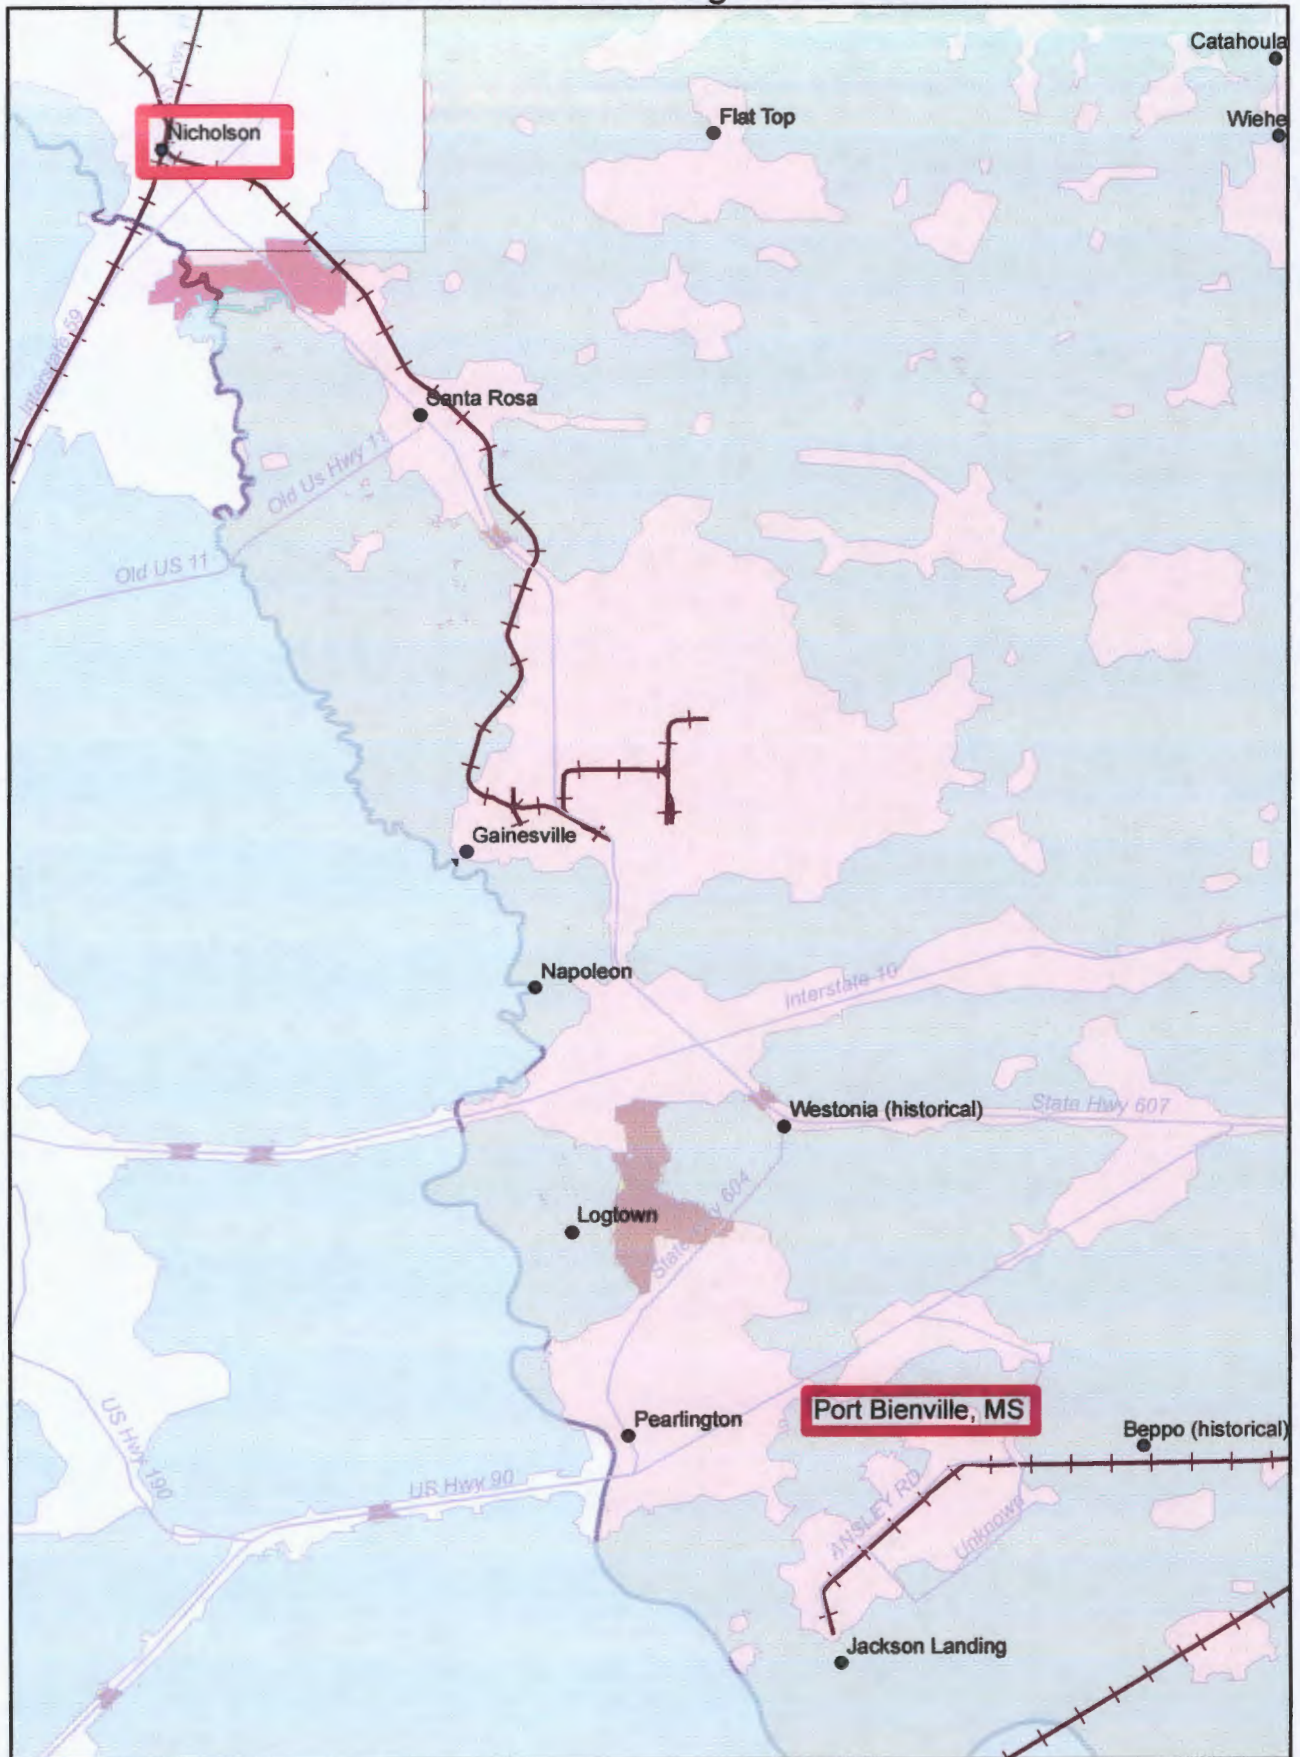 Catahoula
Nicholson
Flat Top
Wiehe
Interstate 59
Santa Rosa
Old Us Hwy 11
Old US 11
Gainesville
Napoleon
Interstate 10
Westonia (historical)
State Hwy 607
Logtown
State Hwy 604
Port Bienville, MS
Pearlington
Beppo (historical)
US Hwy 190
US Hwy 90
ANSLEY RD
Unknown
Jackson Landing